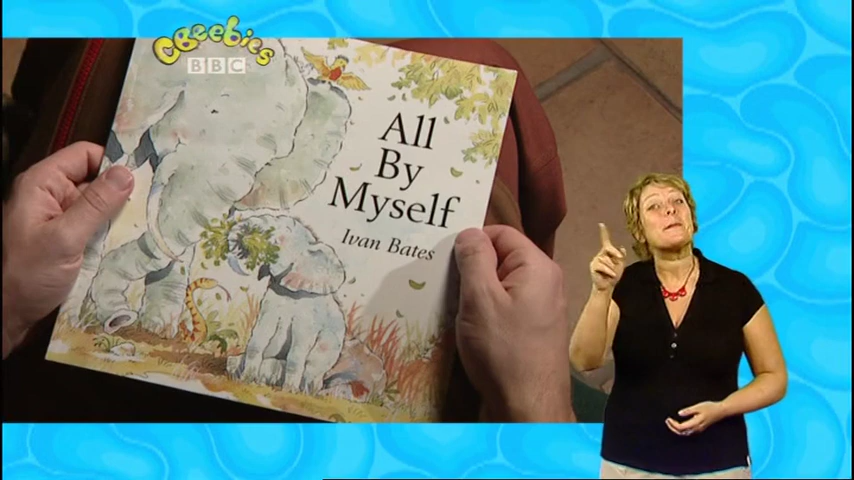 CBeebies
BBC
All
By
Myself
Ivan Bates